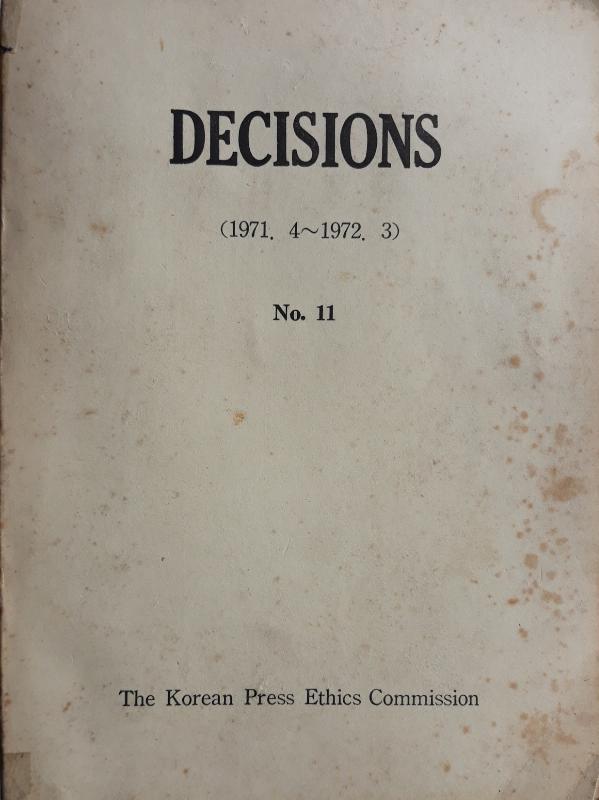 DECISIONS
(1971. 4～1972. 3)
No. 11
The Korean Press Ethics Commission